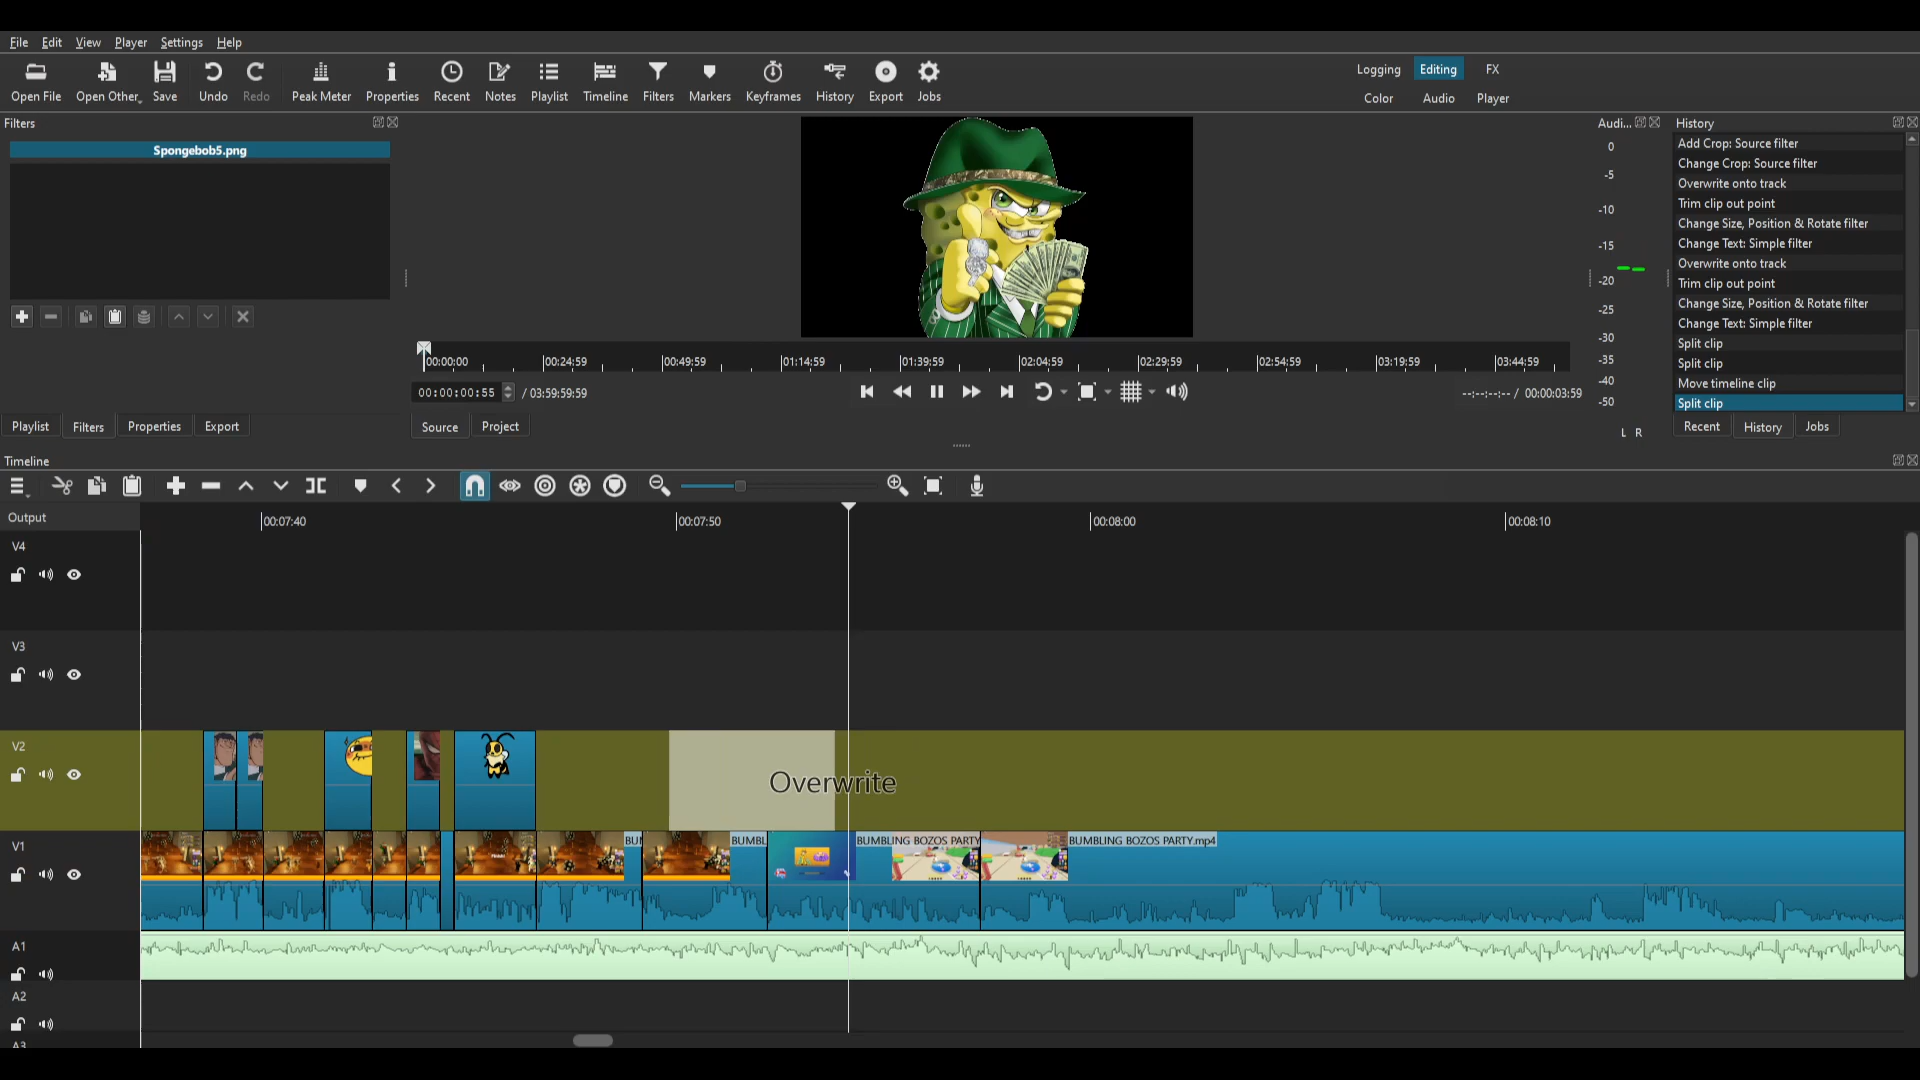 File Edit View Player Settings Help
Open File Open Other... Save Undo Redo Peak Meter Properties Recent Notes Playlist Timeline Filters Markers Keyframes History Export Jobs
Logging Editing FX
Color Audio Player
Filters
Spongebob5.png
Audi...
0
-5
-10
-15
-20
-25
-30
-35
-40
-50
L R
History
Add Crop: Source filter
Change Crop: Source filter
Overwrite onto track
Trim clip out point
Change Size, Position & Rotate filter
Change Text: Simple filter
Overwrite onto track
Trim clip out point
Change Size, Position & Rotate filter
Change Text: Simple filter
Split clip
Split clip
Move timeline clip
Split clip
00:00:00 00:24:59 00:49:59 01:14:59 01:39:59 02:04:59 02:29:59 02:54:59 03:19:59 03:44:59
00:00:00:55 / 03:59:59:59
--:--:--:-- / 00:00:03:59
Playlist Filters Properties Export
Source Project
Recent History Jobs
Timeline
Output
00:07:40 00:07:50 00:08:00 00:08:10
V4
V3
V2
Overwrite
V1
BUI BUMBL BUMBLING BOZOS PARTY BUMBLING BOZOS PARTY.mp4
A1
A2
A3